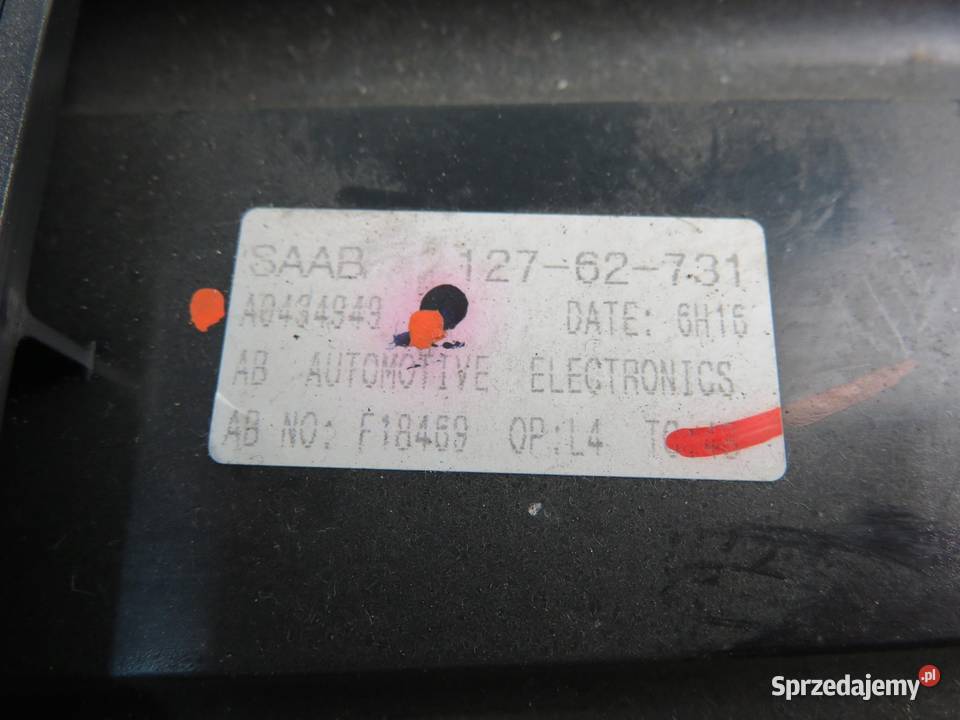 SAAB 127-62-731
A0434949 DATE: 6H16
AB AUTOMOTIVE ELECTRONICS
AB NO: F18469 OP:L4
Sprzedajemy.pl